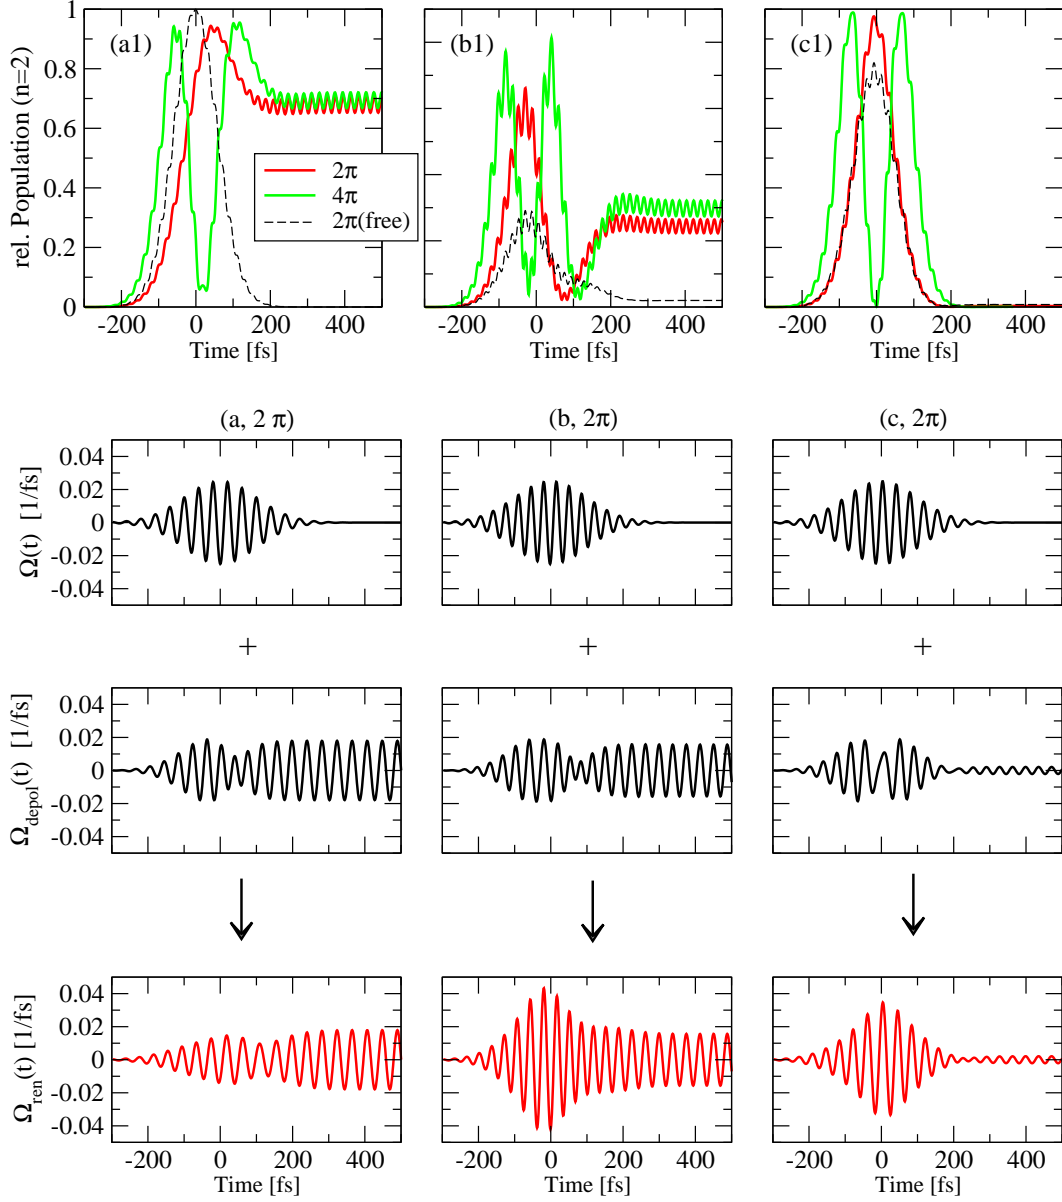 rel. Population (n=2)
1
0.8
0.6
0.4
0.2
0
(a1)
(b1)
(c1)
2π
4π
2π(free)
-200 0 200 400
-200 0 200 400
-200 0 200 400
Time [fs]
Time [fs]
Time [fs]
(a, 2 π)
(b, 2π)
(c, 2π)
Ω(t) [1/fs]
0.04
0.02
0
-0.02
-0.04
+
+
+
Ω_depol(t) [1/fs]
0.04
0.02
0
-0.02
-0.04
Ω_ren(t) [1/fs]
0.04
0.02
0
-0.02
-0.04
-200 0 200 400
-200 0 200 400
-200 0 200 400
Time [fs]
Time [fs]
Time [fs]